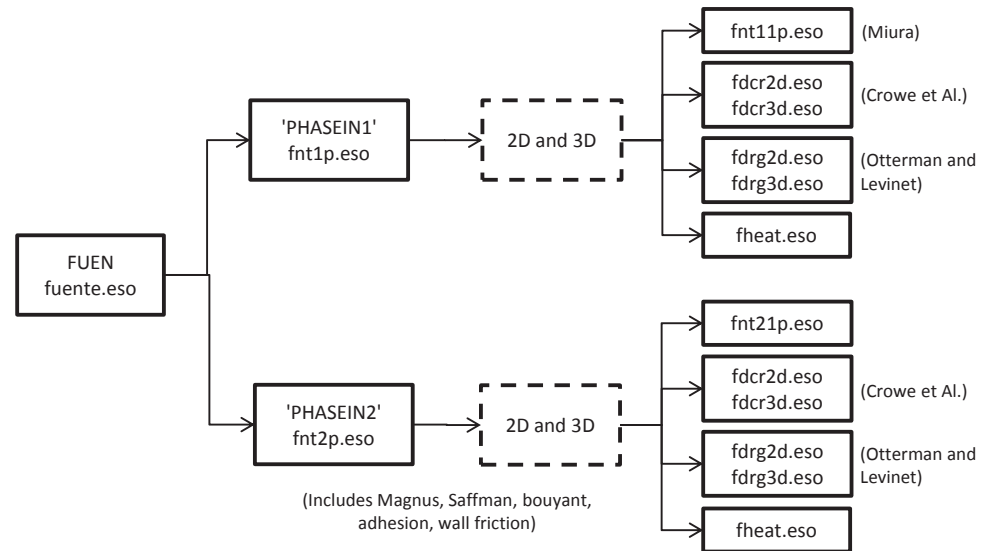 fnt11p.eso
(Miura)
fdcr2d.eso
fdcr3d.eso
(Crowe et Al.)
'PHASEIN1'
fnt1p.eso
2D and 3D
fdrg2d.eso
fdrg3d.eso
(Otterman and
Levinet)
fheat.eso
FUEN
fuente.eso
fnt21p.eso
fdcr2d.eso
fdcr3d.eso
(Crowe et Al.)
'PHASEIN2'
fnt2p.eso
2D and 3D
fdrg2d.eso
fdrg3d.eso
(Otterman and
Levinet)
(Includes Magnus, Saffman, bouyant,
adhesion, wall friction)
fheat.eso